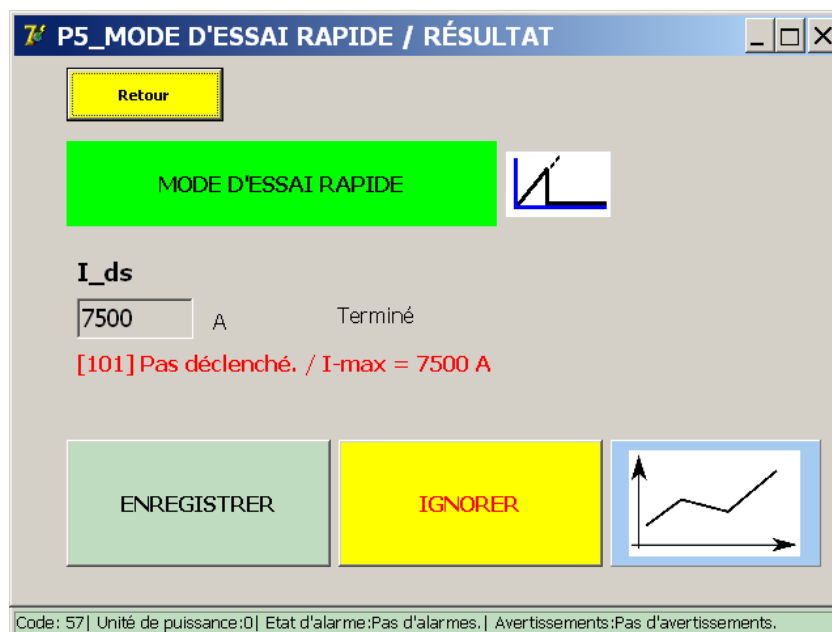 P5_MODE D'ESSAI RAPIDE / RÉSULTAT
Retour
MODE D'ESSAI RAPIDE
I_ds
7500 A Terminé
[101] Pas déclenché. / I-max = 7500 A
ENREGISTRER IGNORER
Code: 57| Unité de puissance:0| Etat d'alarme:Pas d'alarmes.| Avertissements:Pas d'avertissements.